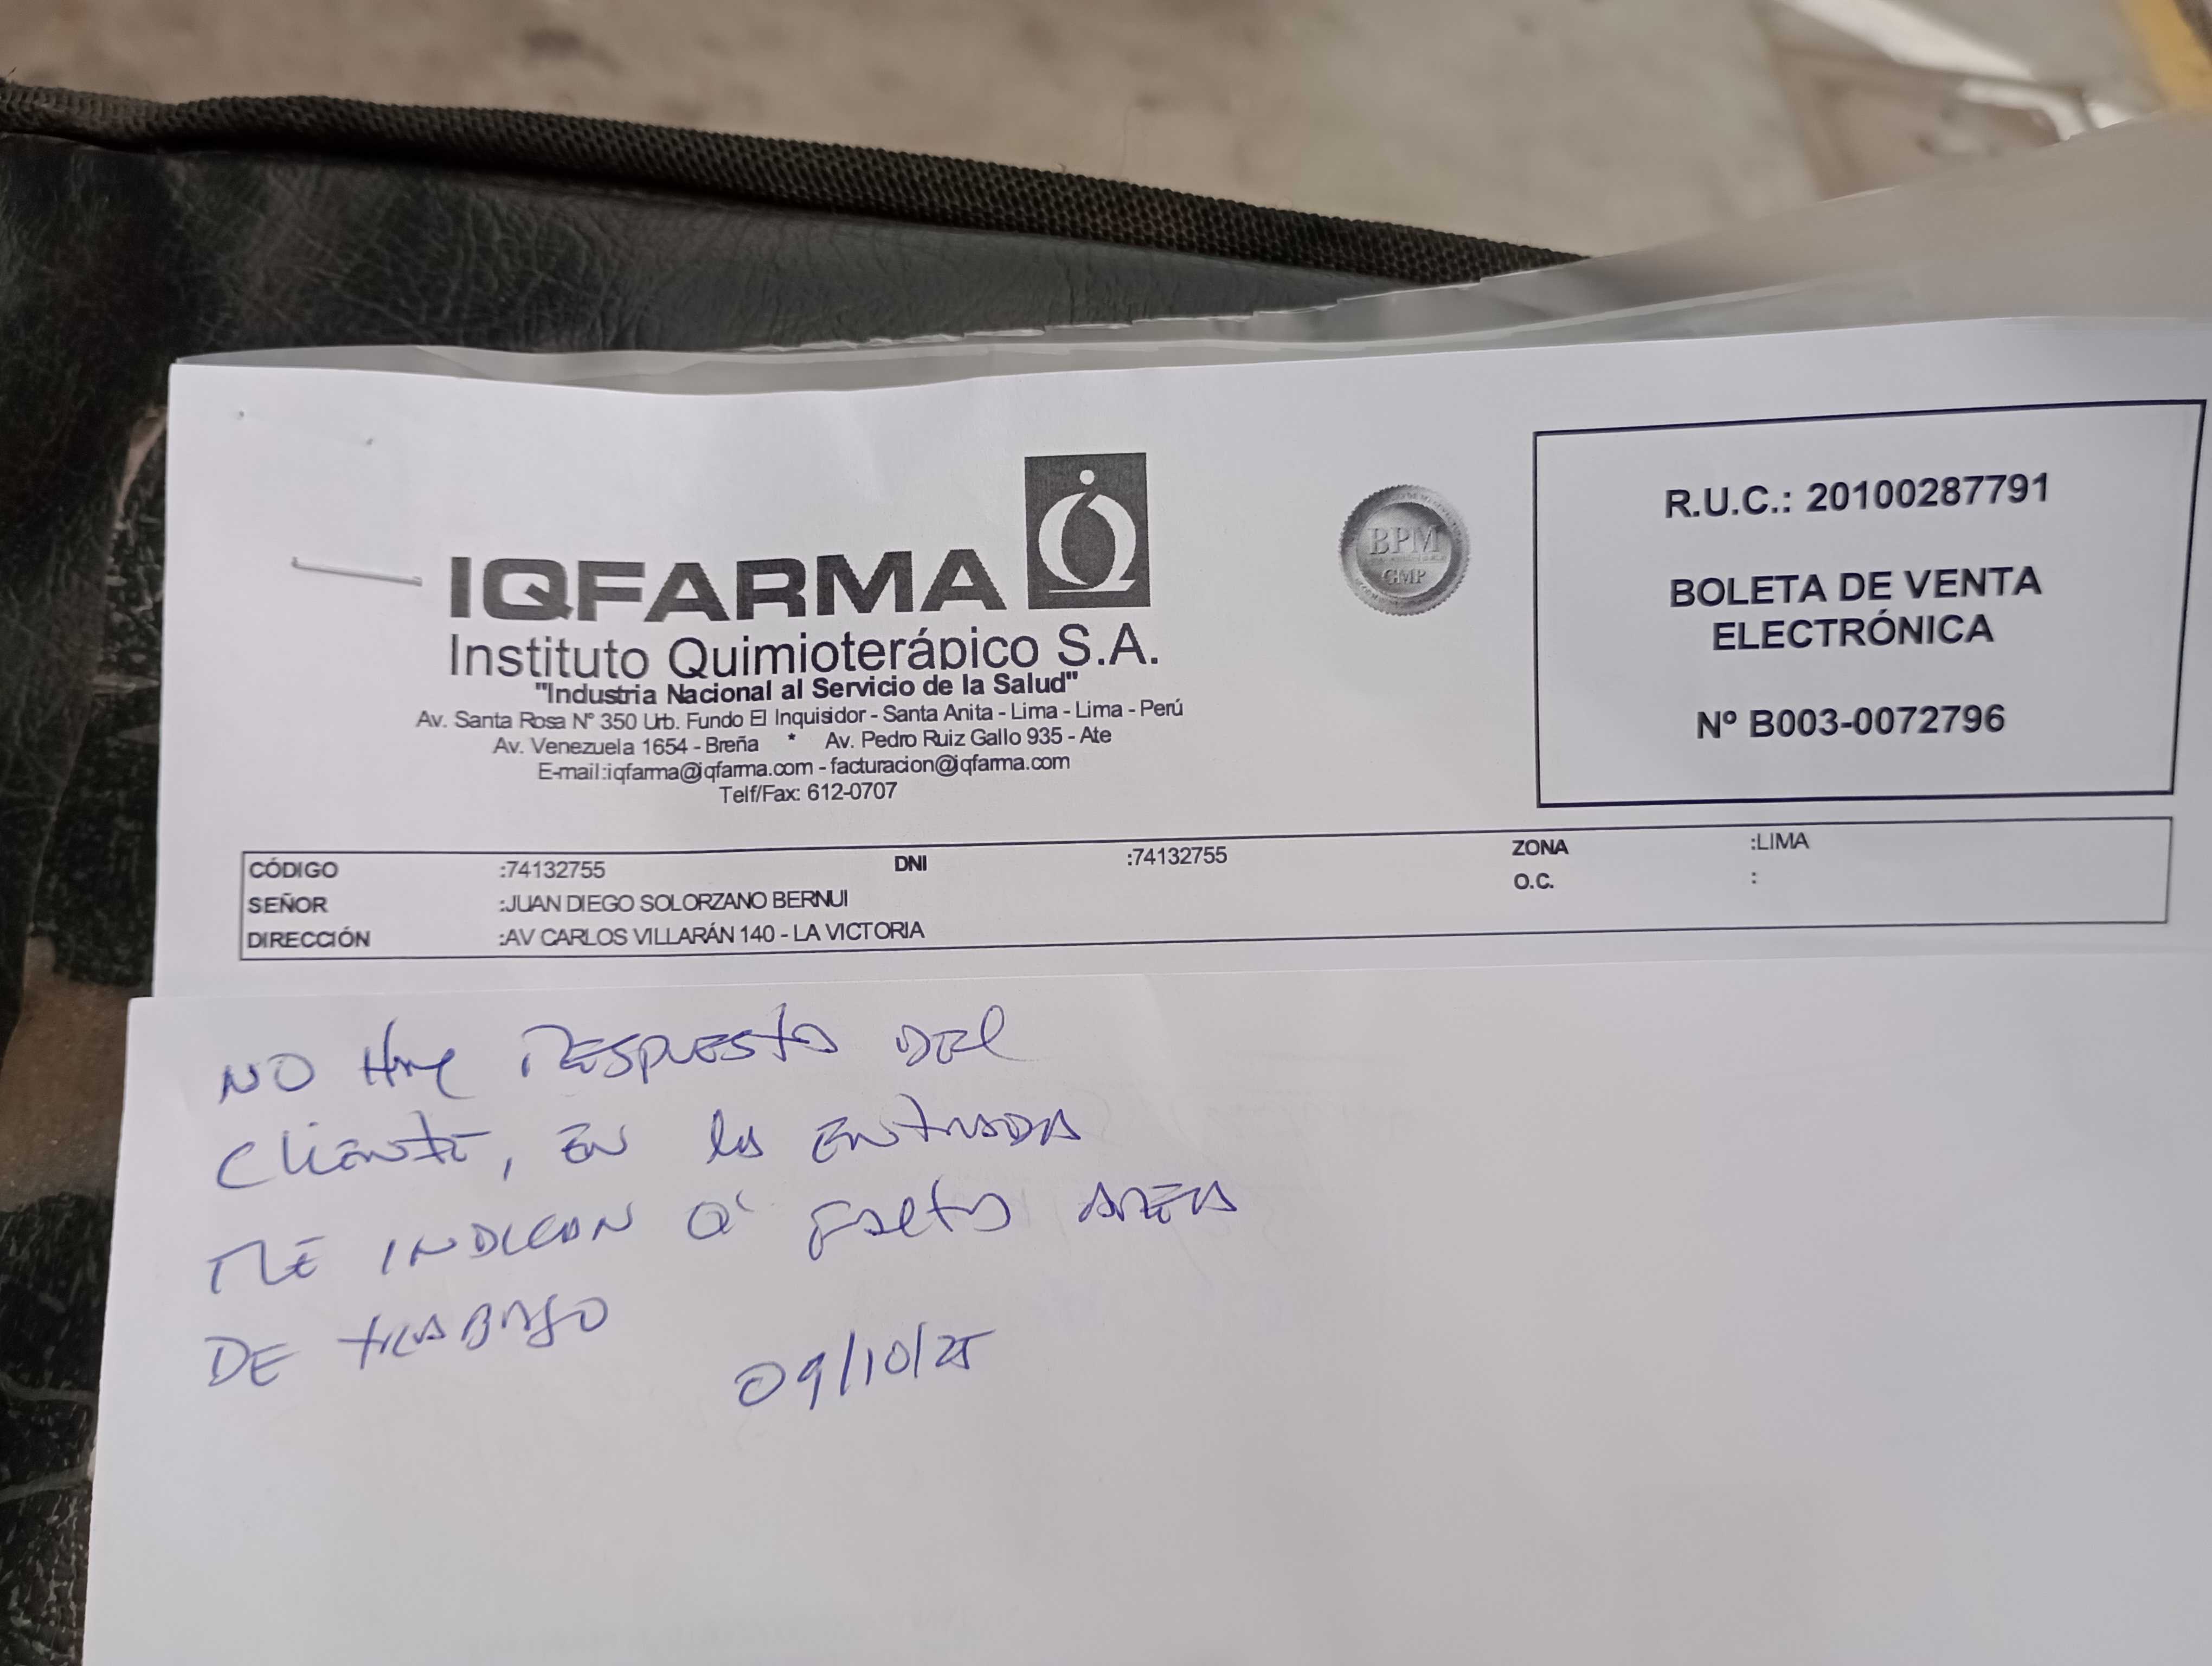 IQFARMA
Instituto Quimioterápico S.A.
"Industria Nacional al Servicio de la Salud"
Av. Santa Rosa Nº 350 Urb. Fundo El Inquisidor - Santa Anita - Lima - Lima - Perú
Av. Venezuela 1654 - Breña * Av. Pedro Ruiz Gallo 935 - Ate
E-mail:iqfarma@iqfarma.com - facturacion@iqfarma.com
Telf/Fax: 612-0707
BPM
GMP
R.U.C.: 20100287791
BOLETA DE VENTA
ELECTRÓNICA
Nº B003-0072796
CÓDIGO :74132755 DNI :74132755 ZONA :LIMA
SEÑOR :JUAN DIEGO SOLORZANO BERNUI O.C. :
DIRECCIÓN :AV CARLOS VILLARÁN 140 - LA VICTORIA
NO HAY RESPUESTA DEL
CLIENTE, EN LA ENTRADA
ME INDICAN Q' FALTA AREA
DE TRABAJO
09/10/25